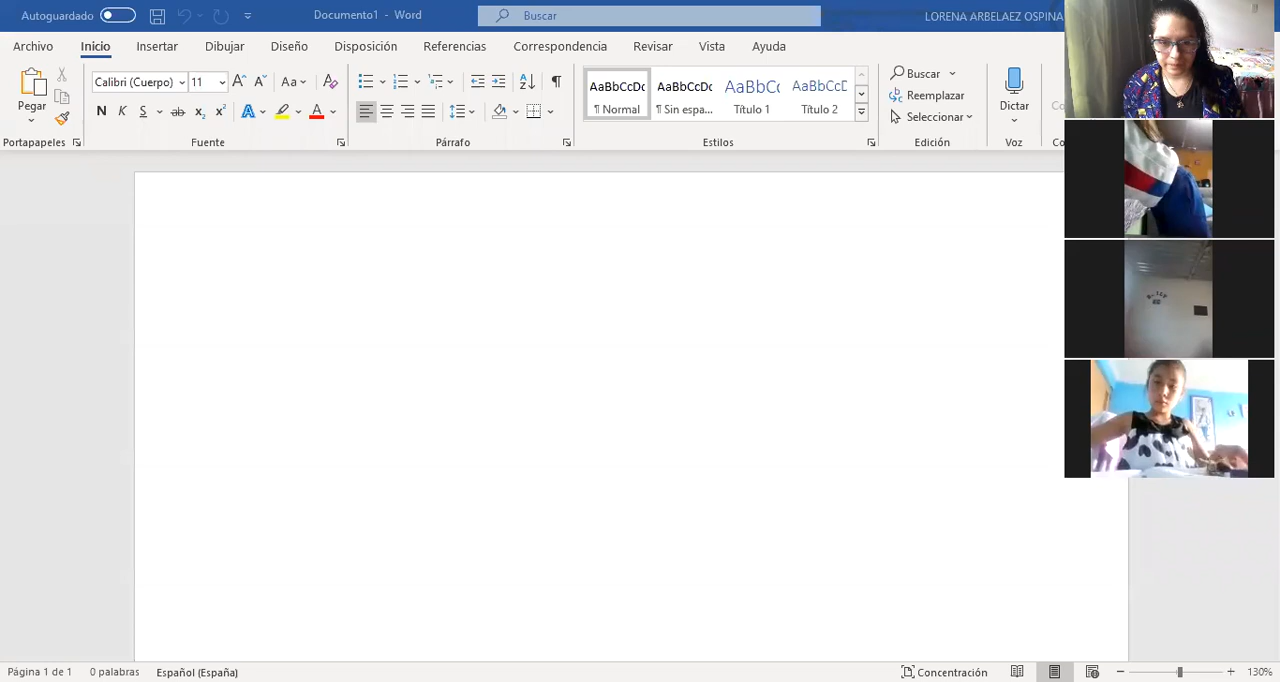 Autoguardado Documento1 - Word Buscar LORENA ARBELAEZ OSPINA
Archivo Inicio Insertar Dibujar Diseño Disposición Referencias Correspondencia Revisar Vista Ayuda
Pegar
Calibri (Cuerpo) 11 A A Aa A
N K S ab x₂ x² A A
AaBbCcDc AaBbCcDc AaBbCc AaBbCcC
¶ Normal ¶ Sin espa... Título 1 Título 2
Buscar
Reemplazar
Seleccionar
Dictar
Portapapeles Fuente Párrafo Estilos Edición Voz
Página 1 de 1 0 palabras Español (España) Concentración 130%